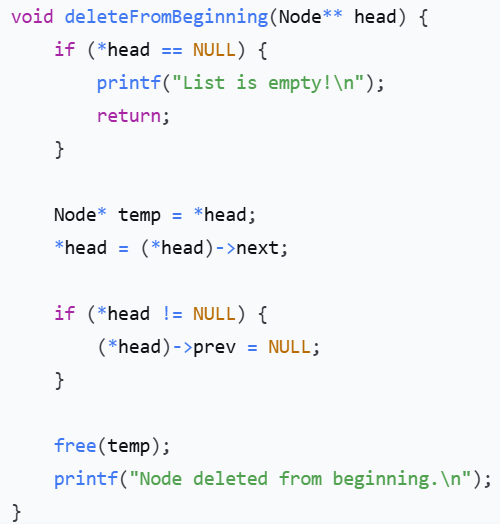 void deleteFromBeginning(Node** head) {
    if (*head == NULL) {
        printf("List is empty!\n");
        return;
    }

    Node* temp = *head;
    *head = (*head)->next;

    if (*head != NULL) {
        (*head)->prev = NULL;
    }

    free(temp);
    printf("Node deleted from beginning.\n");
}